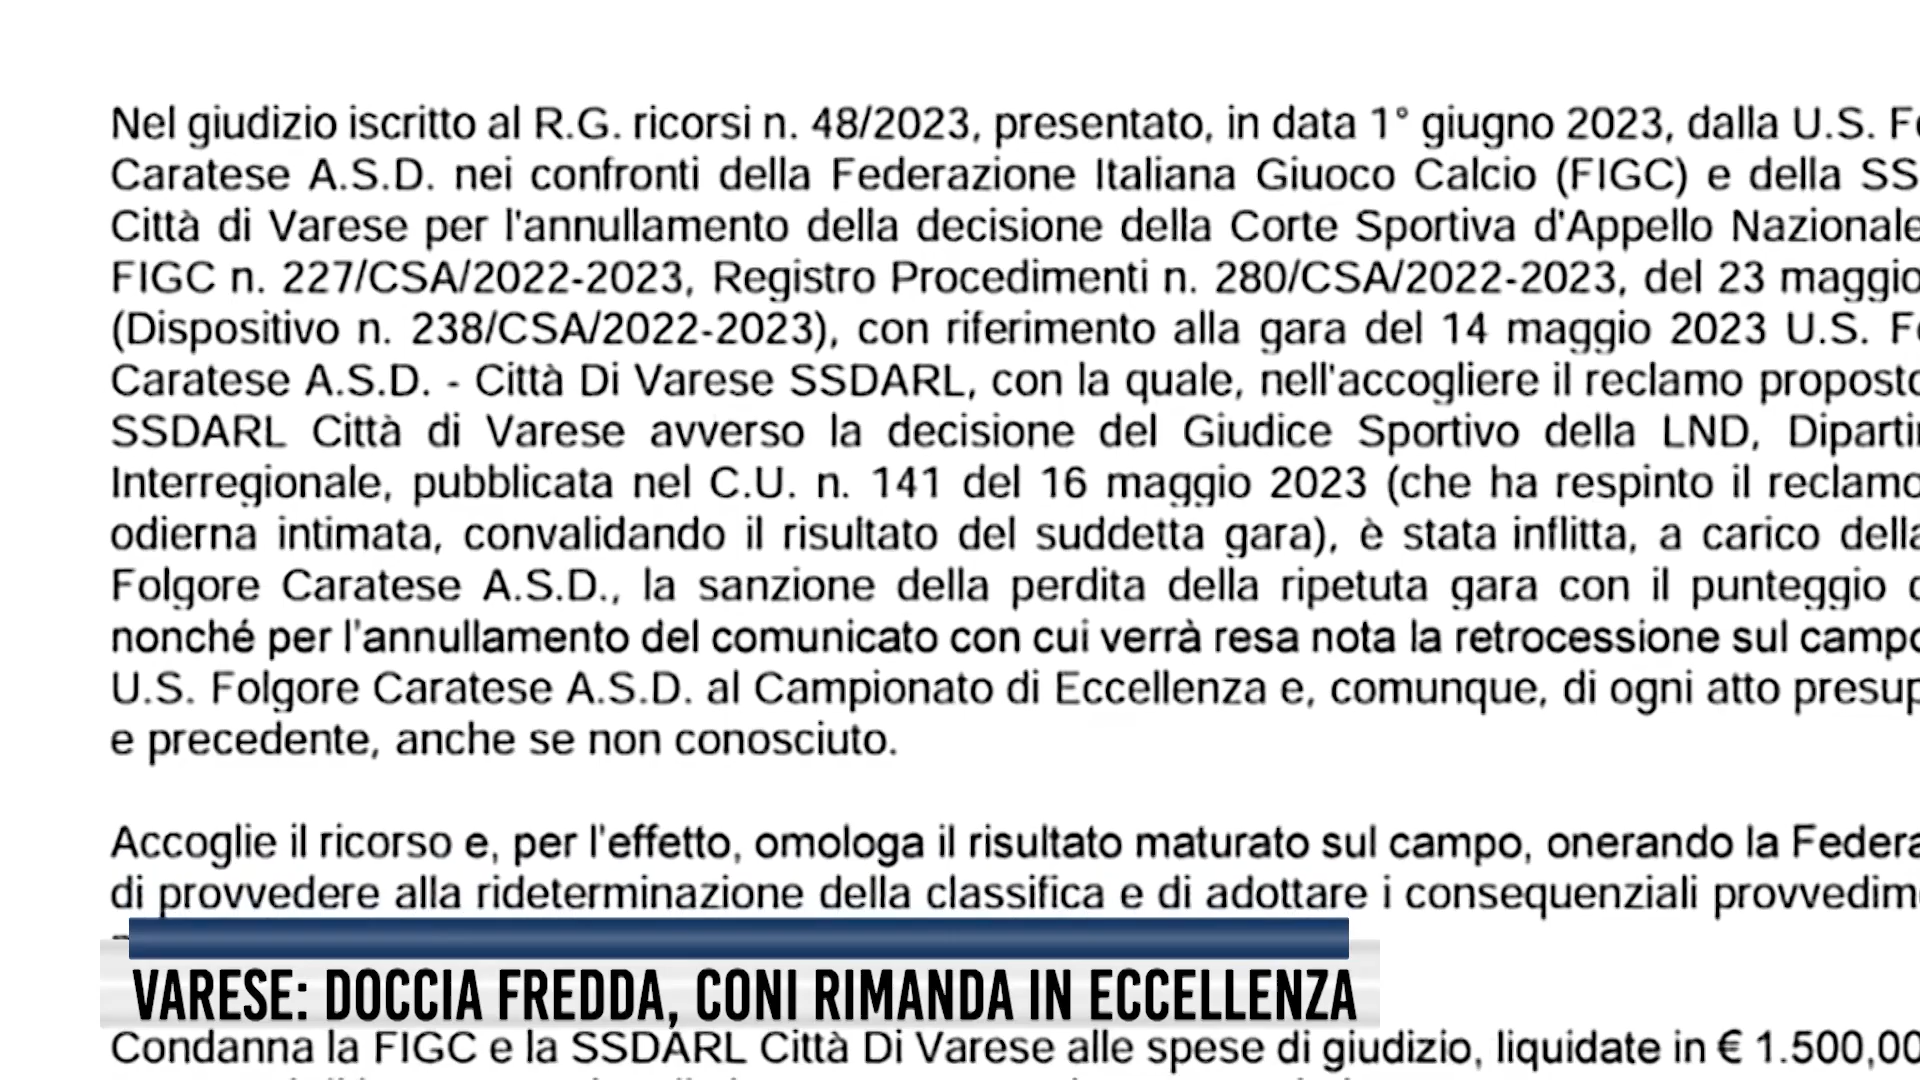 Nel giudizio iscritto al R.G. ricorsi n. 48/2023, presentato, in data 1° giugno 2023, dalla U.S.
Caratese A.S.D. nei confronti della Federazione Italiana Giuoco Calcio (FIGC) e della
Città di Varese per l'annullamento della decisione della Corte Sportiva d'Appello Nazionale
FIGC n. 227/CSA/2022-2023, Registro Procedimenti n. 280/CSA/2022-2023, del 23 maggio
(Dispositivo n. 238/CSA/2022-2023), con riferimento alla gara del 14 maggio 2023 U.S.
Caratese A.S.D. - Città Di Varese SSDARL, con la quale, nell'accogliere il reclamo
SSDARL Città di Varese avverso la decisione del Giudice Sportivo della LND,
Interregionale, pubblicata nel C.U. n. 141 del 16 maggio 2023 (che ha respinto il reclamo
odierna intimata, convalidando il risultato del suddetta gara), è stata inflitta, a carico della
Folgore Caratese A.S.D., la sanzione della perdita della ripetuta gara con il punteggio
nonché per l'annullamento del comunicato con cui verrà resa nota la retrocessione sul campo
U.S. Folgore Caratese A.S.D. al Campionato di Eccellenza e, comunque, di ogni atto
e precedente, anche se non conosciuto.
Accoglie il ricorso e, per l'effetto, omologa il risultato maturato sul campo, onerando la
di provvedere alla rideterminazione della classifica e di adottare i consequenziali
VARESE: DOCCIA FREDDA, CONI RIMANDA IN ECCELLENZA
Condanna la FIGC e la SSDARL Città Di Varese alle spese di giudizio, liquidate in € 1.500,00